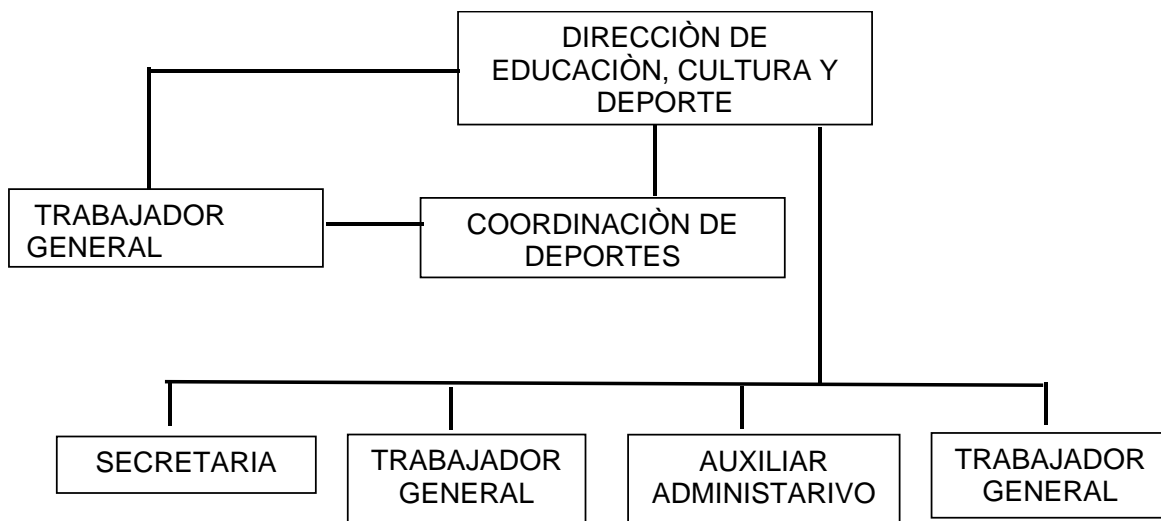 DIRECCIÒN DE
EDUCACIÒN, CULTURA Y
DEPORTE
TRABAJADOR
GENERAL
COORDINACIÒN DE
DEPORTES
SECRETARIA
TRABAJADOR
GENERAL
AUXILIAR
ADMINISTARIVO
TRABAJADOR
GENERAL